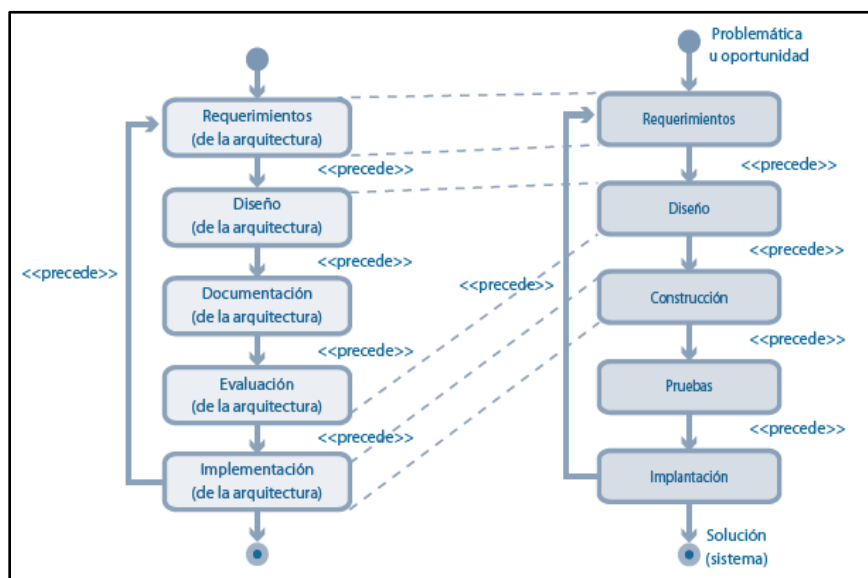 Problemática
u oportunidad
Requerimientos
(de la arquitectura)
Requerimientos
<<precede>>
<<precede>>
Diseño
(de la arquitectura)
Diseño
<<precede>>
<<precede>>
<<precede>>
<<precede>>
Documentación
(de la arquitectura)
Construcción
<<precede>>
<<precede>>
Evaluación
(de la arquitectura)
Pruebas
<<precede>>
<<precede>>
Implementación
(de la arquitectura)
Implantación
Solución
(sistema)